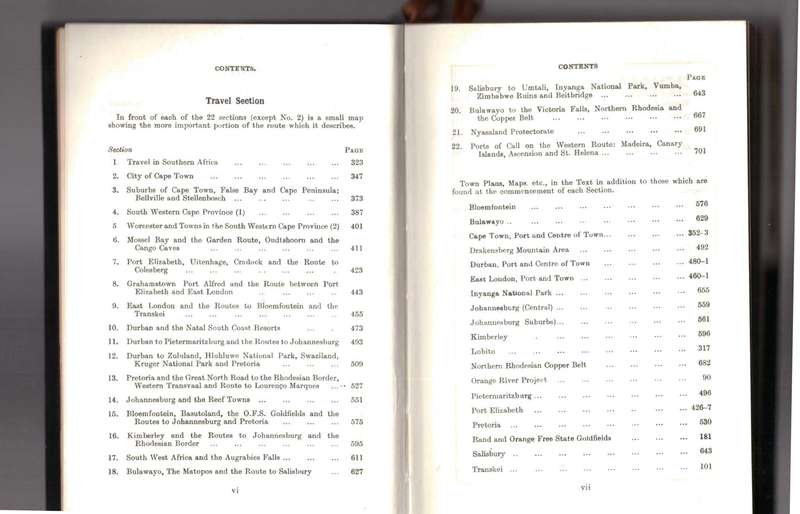 CONTENTS.
Travel Section
In front of each of the 22 sections (except No. 2) is a small map
showing the more important portion of the route which it describes.
Section PAGE
1 Travel in Southern Africa ... ... ... ... ... 323
2. City of Cape Town ... ... ... ... ... 347
3. Suburbs of Cape Town, False Bay and Cape Peninsula;
Bellville and Stellenbosch ... ... ... ... 373
4. South Western Cape Province (1) ... ... ... ... 387
5 Worcester and Towns in the South Western Cape Province (2) 401
6. Mossel Bay and the Garden Route, Oudtshoorn and the
Cango Caves ... ... ... ... ... 411
7. Port Elizabeth, Uitenhage, Cradock and the Route to
Colesberg ... ... ... ... ... 423
8. Grahamstown Port Alfred and the Route between Port
Elizabeth and East London ... ... ... 443
9. East London and the Routes to Bloemfontein and the
Transkei ... ... ... ... ... ... 455
10. Durban and the Natal South Coast Resorts ... ... 473
11. Durban to Pietermaritzburg and the Routes to Johannesburg 493
12. Durban to Zululand, Hluhluwe National Park, Swaziland,
Kruger National Park and Pretoria ... ... ... 509
13. Pretoria and the Great North Road to the Rhodesian Border,
Western Transvaal and Route to Lourenço Marques ... 527
14. Johannesburg and the Reef Towns ... ... ... ... 551
15. Bloemfontein, Basutoland, the O.F.S. Goldfields and the
Routes to Johannesburg and Pretoria ... ... ... 575
16. Kimberley and the Routes to Johannesburg and the
Rhodesian Border ... ... ... ... ... 595
17. South West Africa and the Augrabies Falls ... ... ... 611
18. Bulawayo, The Matopos and the Route to Salisbury ... 627
vi
CONTENTS
PAGE
19. Salisbury to Umtali, Inyanga National Park, Vumba,
Zimbabwe Ruins and Beitbridge ... ... ... ... 643
20. Bulawayo to the Victoria Falls, Northern Rhodesia and
the Copper Belt ... ... ... ... ... 667
21. Nyasaland Protectorate ... ... ... ... 691
22. Ports of Call on the Western Route: Madeira, Canary
Islands, Ascension and St. Helena ... ... ... ... 701
Town Plans, Maps, etc., in the Text in addition to those which are
found at the commencement of each Section.
Bloemfontein ... ... ... ... ... ... 576
Bulawayo .. ... ... ... ... ... ... 629
Cape Town, Port and Centre of Town... ... ... ... 352-3
Drakensberg Mountain Area ... ... ... ... ... 492
Durban, Port and Centre of Town ... ... ... ... 480-1
East London, Port and Town ... ... ... ... ... 460-1
Inyanga National Park ... ... ... ... ... ... 655
Johannesburg (Central) ... ... ... ... ... ... 559
Johannesburg Suburbs)... ... ... ... ... ... 561
Kimberley .. ... ... ... ... ... ... 596
Lobito ... ... ... ... ... ... ... 317
Northern Rhodesian Copper Belt ... ... ... ... 682
Orange River Project ... ... ... ... ... 90
Pietermaritzburg ... ... ... ... ... ... ... 496
Port Elizabeth ... ... ... ... ... ... 426-7
Pretoria ... ... ... ... ... ... ... 530
Rand and Orange Free State Goldfields ... ... ... 181
Salisbury .. ... ... ... ... ... ... 643
Transkei ... ... ... ... ... ... ... 101
vii